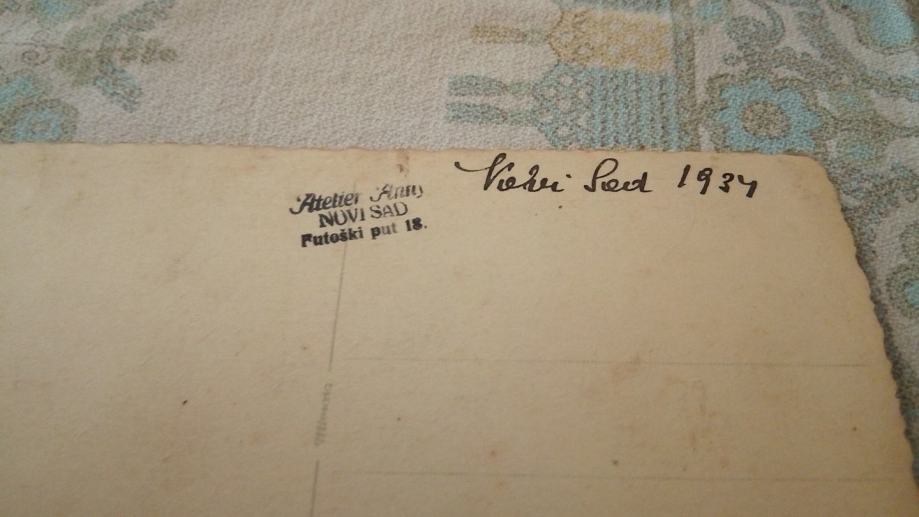 Novi Sad 1934
Atelier Anny
NOVI SAD
Futoški put 18.